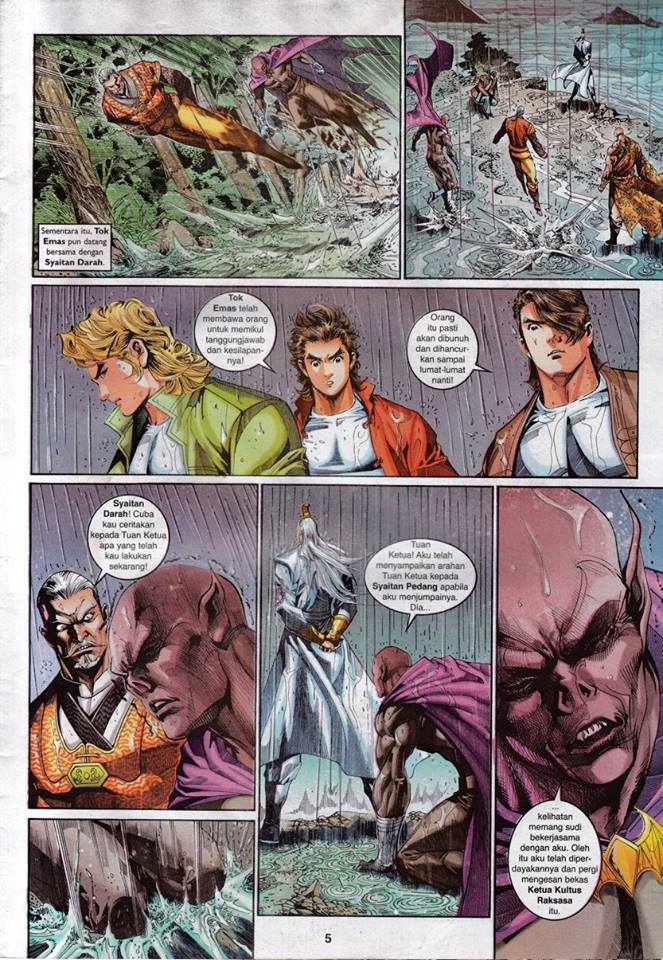 Sementara itu, Tok
Emas pun datang
bersama dengan
Syaitan Darah.
Tok
Emas telah
membawa orang
untuk memikul
tanggungjawab
dan kesilapan-
nya!
Orang
itu pasti
akan dibunuh
dan dihancur-
kan sampai
lumat-lumat
nanti!
Syaitan
Darah! Cuba
kau ceritakan
kepada Tuan Ketua
apa yang telah
kau lakukan
sekarang!
Tuan
Ketua! Aku telah
menyampaikan arahan
Tuan Ketua kepada
Syaitan Pedang apabila
aku menjumpainya.
Dia...
...
kelihatan
memang sudi
bekerjasama
dengan aku. Oleh
itu aku telah diper-
dayakannya dan pergi
mengesan bekas
Ketua Kultus
Raksasa
itu.
5